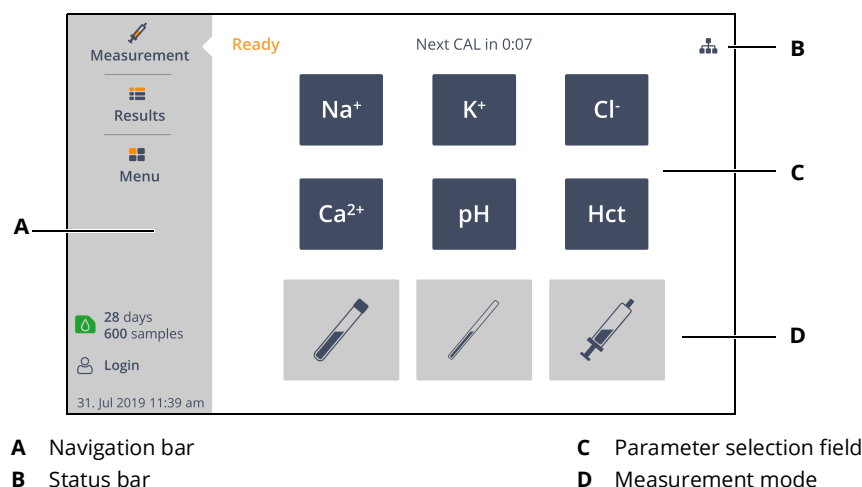 Measurement
Ready
Next CAL in 0:07
B
Results
Menu
Na+
K+
Cl-
C
Ca2+
pH
Hct
A
28 days
600 samples
Login
31. Jul 2019 11:39 am
D
A Navigation bar
B Status bar
C Parameter selection field
D Measurement mode